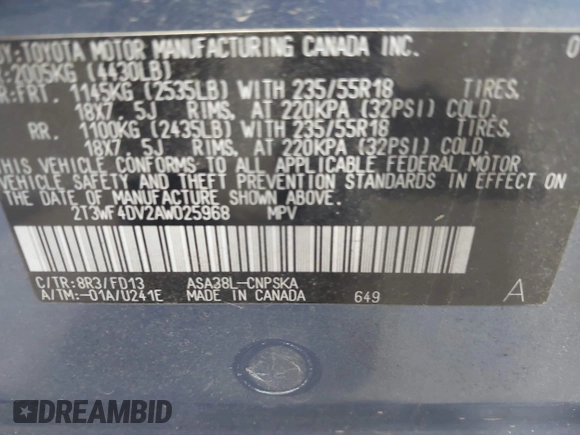 BY: TOYOTA MOTOR MANUFACTURING CANADA INC. 0
: 2005KG (4430LB)
R: FRT. 1145KG (2535LB) WITH 235/55R18 TIRES,
18X7.5J RIMS, AT 220KPA (32PSI) COLD.
RR. 1100KG (2435LB) WITH 235/55R18 TIRES,
18X7.5J RIMS, AT 220KPA (32PSI) COLD.
THIS VEHICLE CONFORMS TO ALL APPLICABLE FEDERAL MOTOR
VEHICLE SAFETY AND THEFT PREVENTION STANDARDS IN EFFECT ON
THE DATE OF MANUFACTURE SHOWN ABOVE.
2T3WF4DV2AW025968 MPV
C/TR:8R3/FD13 ASA38L-CNPSKA
A/TM:-01A/U241E MADE IN CANADA 649 A
DREAMBID